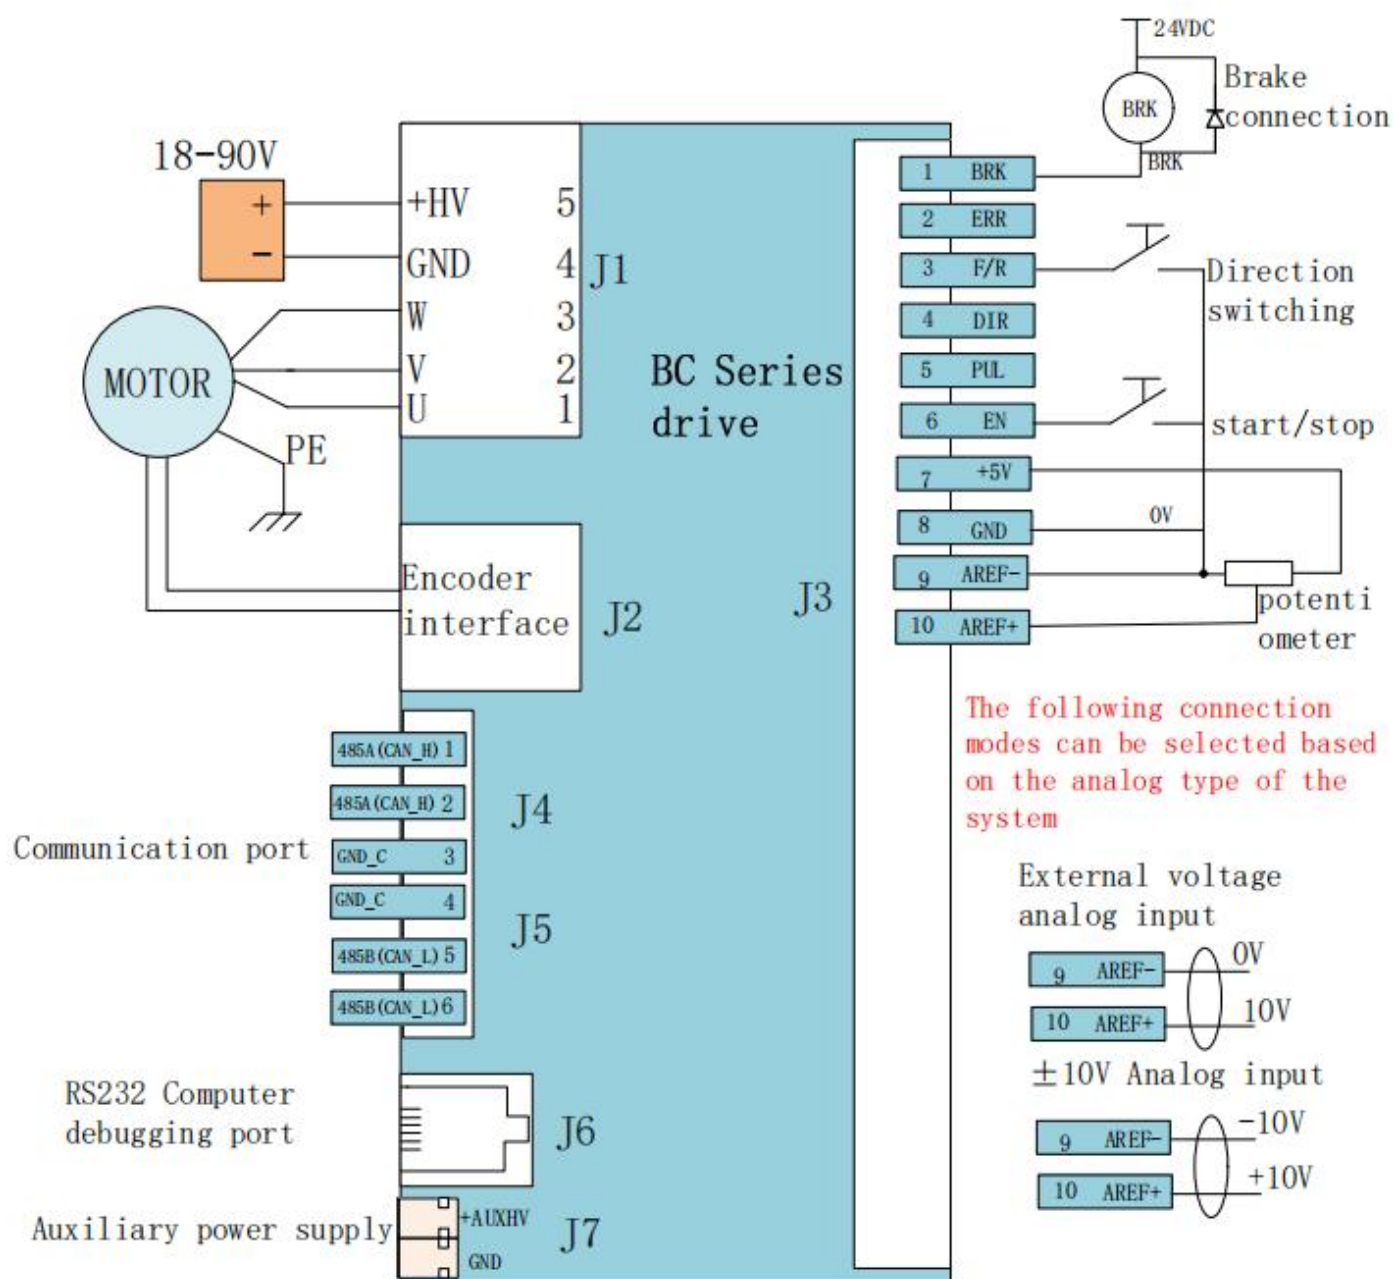 24VDC
Brake
connection
BRK
BRK
18-90V
+
-
+HV 5
GND 4
W 3
V 2
U 1
J1
MOTOR
PE
BC Series
drive
1 BRK
2 ERR
3 F/R
4 DIR
5 PUL
6 EN
7 +5V
8 GND
9 AREF-
10 AREF+
Direction
switching
start/stop
0V
potenti
ometer
J3
Encoder
interface
J2
485A(CAN_H) 1
485A(CAN_H) 2
GND_C 3
GND_C 4
485B(CAN_L) 5
485B(CAN_L) 6
J4
J5
Communication port
The following connection
modes can be selected based
on the analog type of the
system
External voltage
analog input
9 AREF-
0V
10 AREF+
10V
±10V Analog input
9 AREF-
-10V
10 AREF+
+10V
RS232 Computer
debugging port
J6
Auxiliary power supply
+AUXHV
GND
J7